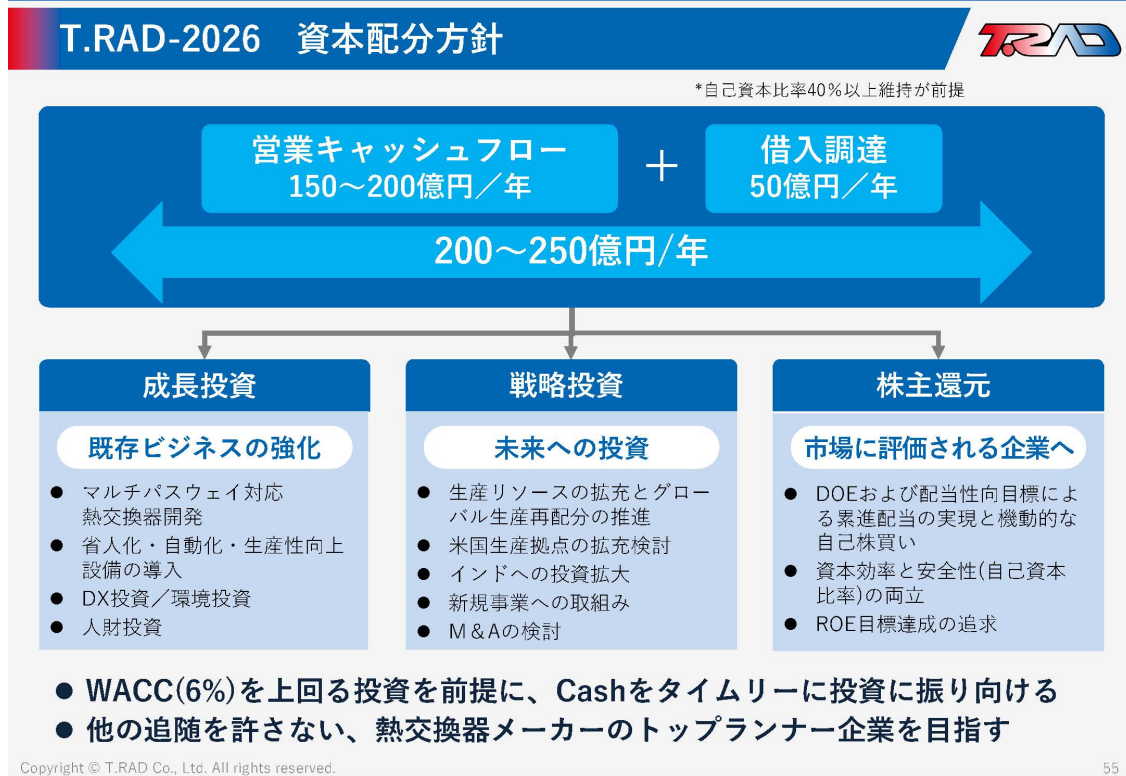 T.RAD-2026 資本配分方針
T.RAD
*自己資本比率40%以上維持が前提
営業キャッシュフロー
150～200億円／年
＋
借入調達
50億円／年
200～250億円/年
成長投資
既存ビジネスの強化
● マルチパスウェイ対応
熱交換器開発
● 省人化・自動化・生産性向上
設備の導入
● DX投資／環境投資
● 人財投資
戦略投資
未来への投資
● 生産リソースの拡充とグロー
バル生産再配分の推進
● 米国生産拠点の拡充検討
● インドへの投資拡大
● 新規事業への取組み
● M＆Aの検討
株主還元
市場に評価される企業へ
● DOEおよび配当性向目標によ
る累進配当の実現と機動的な
自己株買い
● 資本効率と安全性(自己資本
比率)の両立
● ROE目標達成の追求
● WACC(6%)を上回る投資を前提に、Cashをタイムリーに投資に振り向ける
● 他の追随を許さない、熱交換器メーカーのトップランナー企業を目指す
Copyright © T.RAD Co., Ltd. All rights reserved.
55